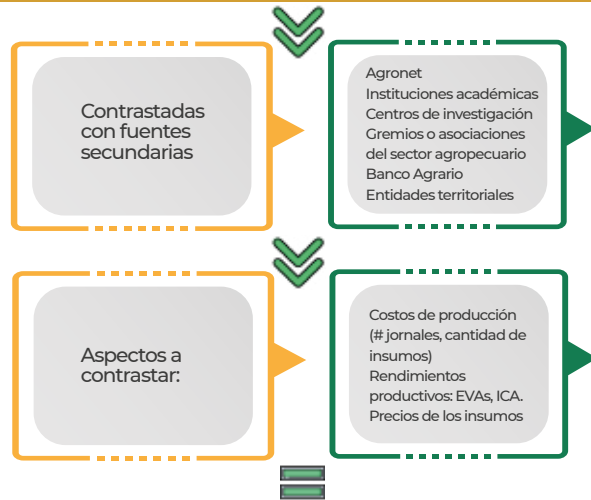 Contrastadas
con fuentes
secundarias
Agronet
Instituciones académicas
Centros de investigación
Gremios o asociaciones
del sector agropecuario
Banco Agrario
Entidades territoriales
Aspectos a
contrastar:
Costos de producción
(# jornales, cantidad de
insumos)
Rendimientos
productivos: EVAs, ICA.
Precios de los insumos